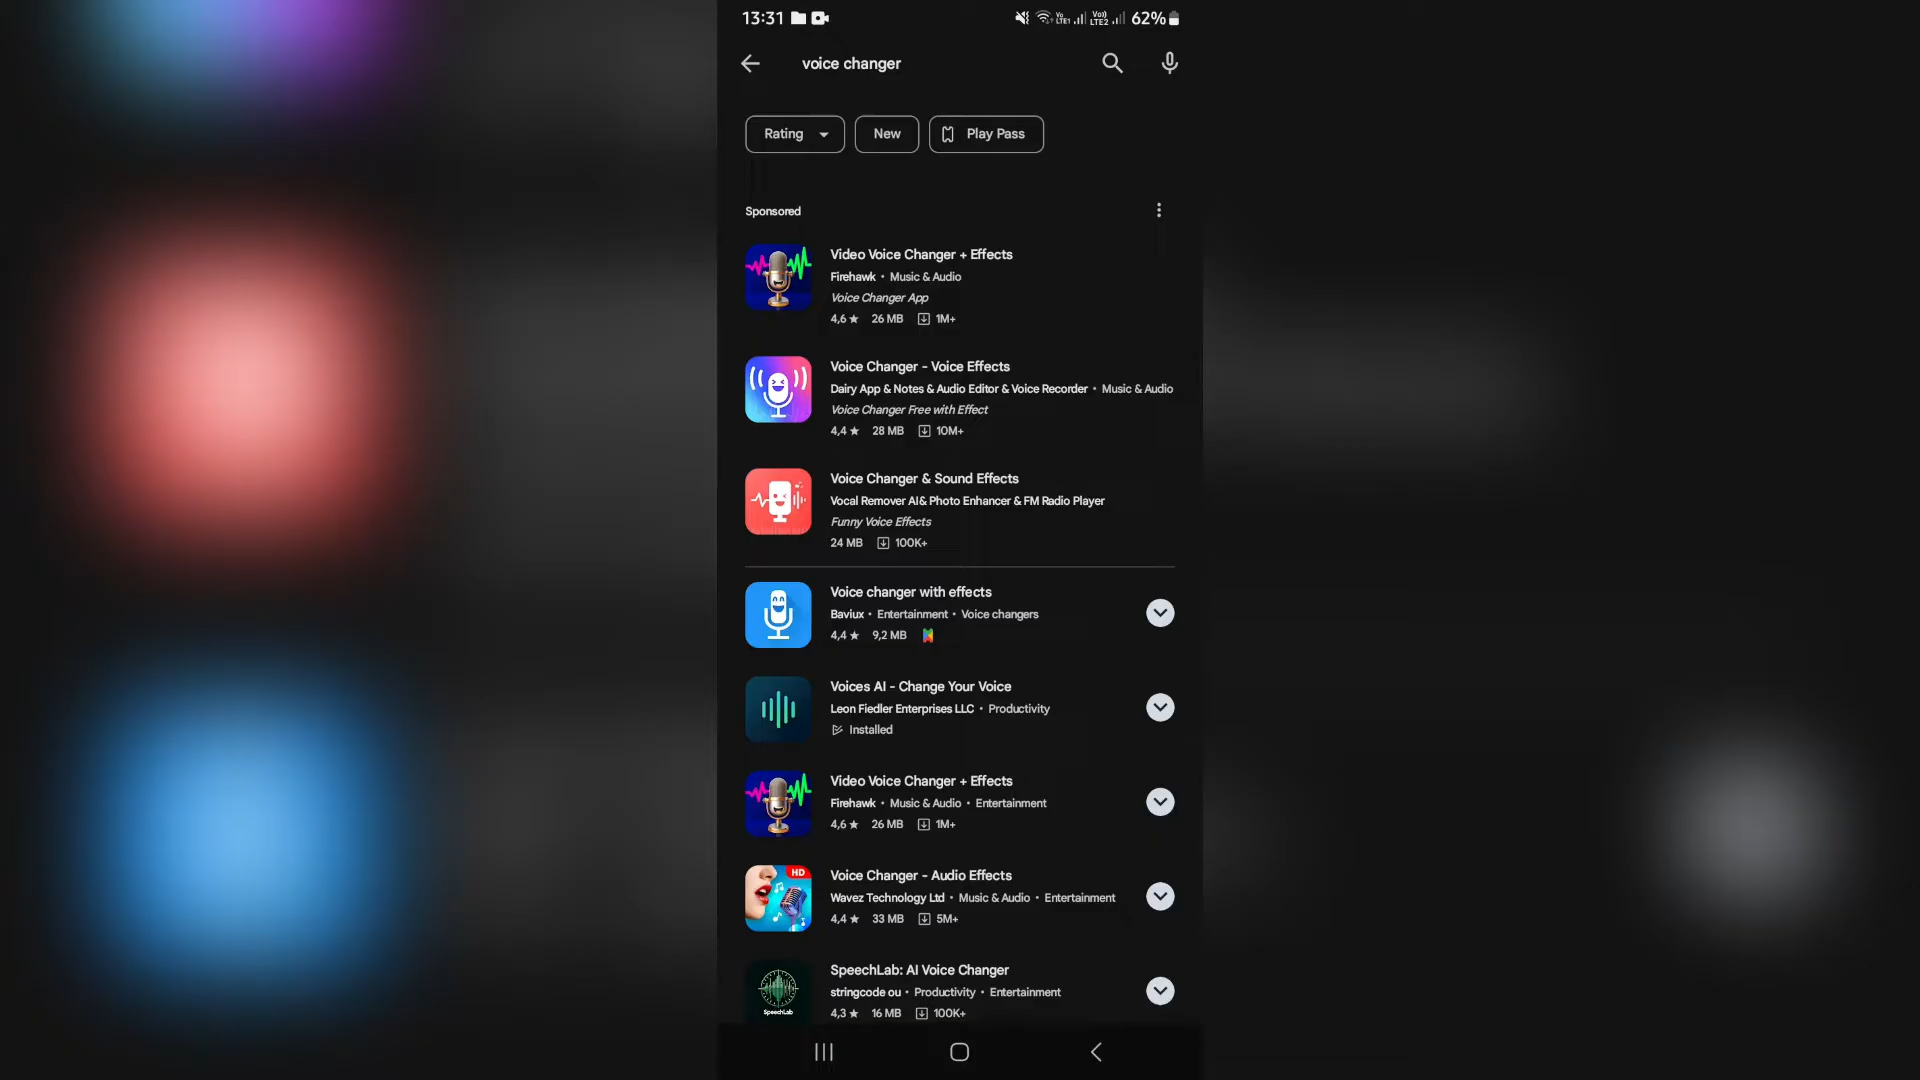 13:31 Vo LTE1 Vo) LTE2 62%
voice changer
Rating New Play Pass
Sponsored
Video Voice Changer + Effects
Firehawk • Music & Audio
Voice Changer App
4,6★ 26 MB 1M+
Voice Changer - Voice Effects
Dairy App & Notes & Audio Editor & Voice Recorder • Music & Audio
Voice Changer Free with Effect
4,4★ 28 MB 10M+
Voice Changer & Sound Effects
Vocal Remover AI& Photo Enhancer & FM Radio Player
Funny Voice Effects
24 MB 100K+
Voice changer with effects
Baviux • Entertainment • Voice changers
4,4★ 9,2 MB
Voices AI - Change Your Voice
Leon Fiedler Enterprises LLC • Productivity
Installed
Video Voice Changer + Effects
Firehawk • Music & Audio • Entertainment
4,6★ 26 MB 1M+
HD
Voice Changer - Audio Effects
Wavez Technology Ltd • Music & Audio • Entertainment
4,4★ 33 MB 5M+
SpeechLab: AI Voice Changer
stringcode ou • Productivity • Entertainment
SpeechLab
4,3★ 16 MB 100K+